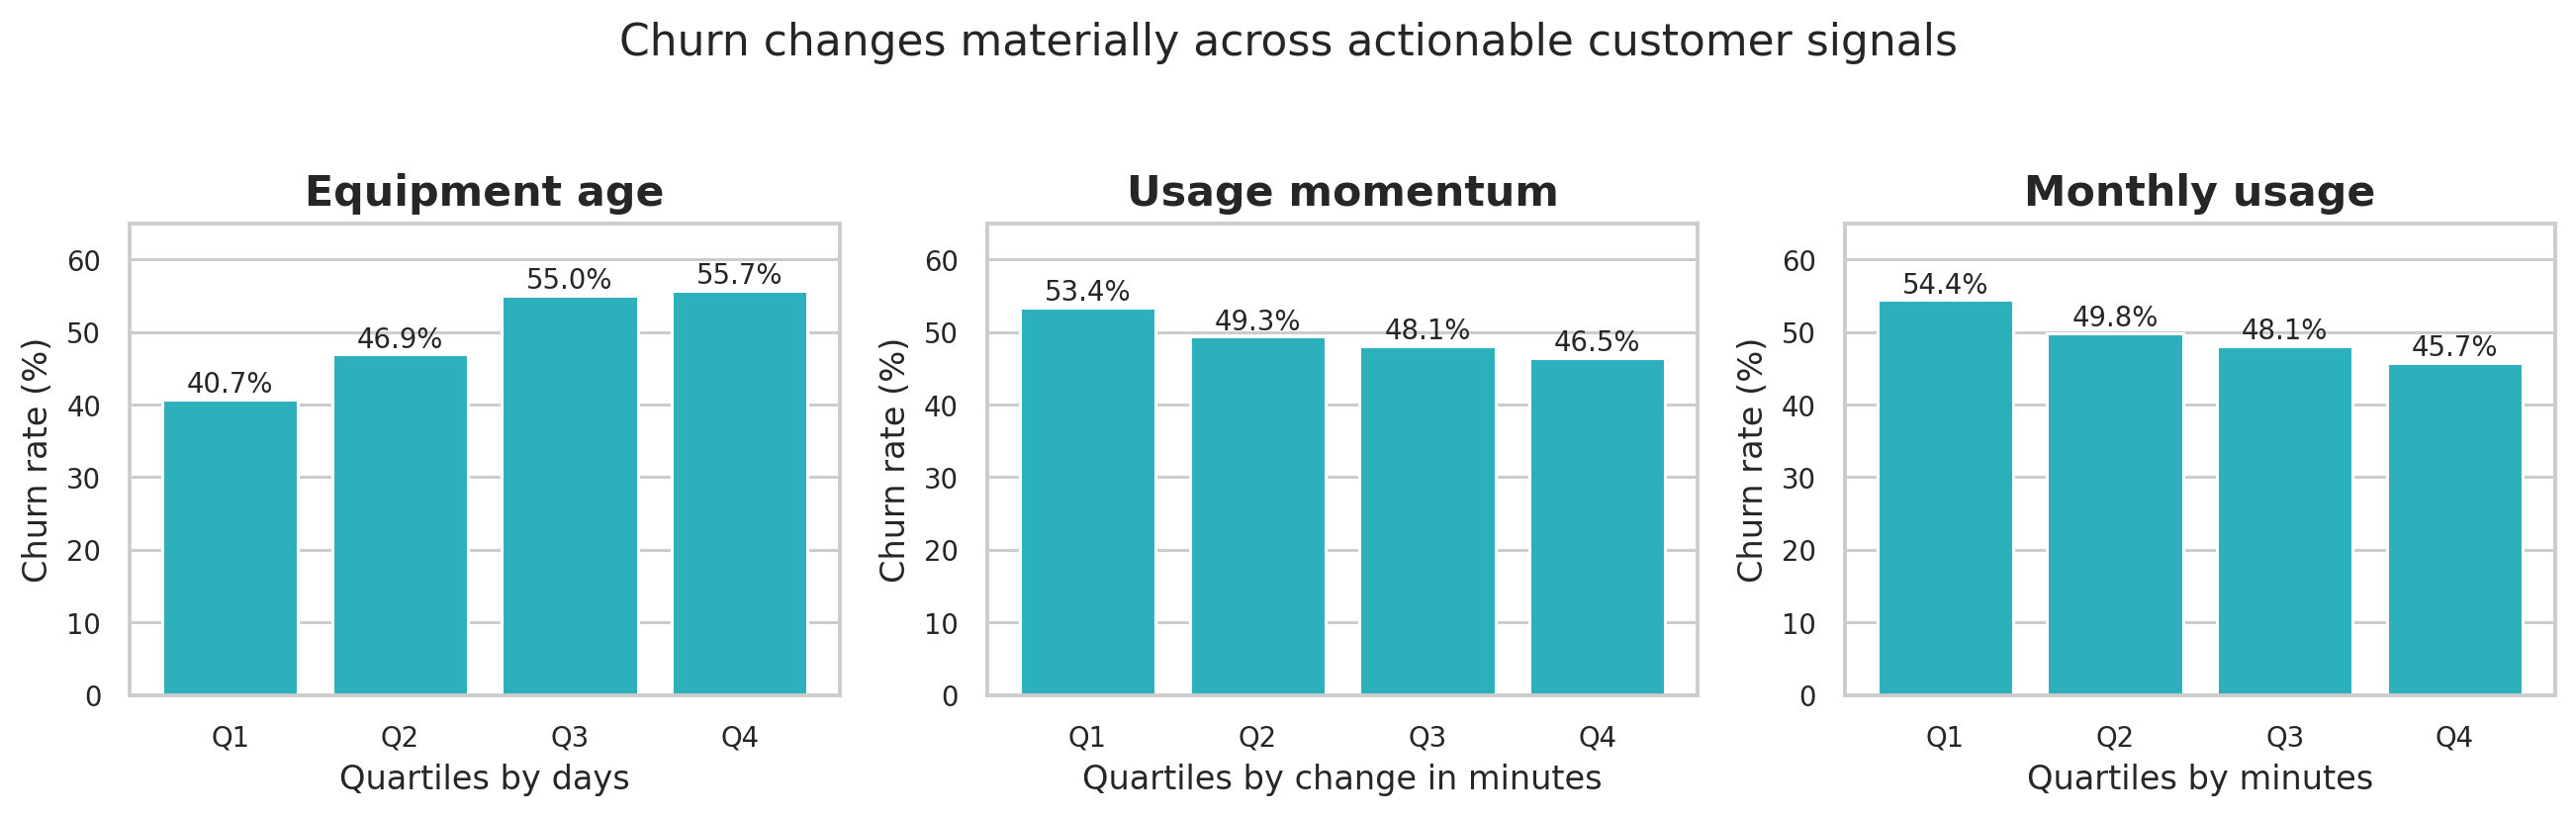 Churn changes materially across actionable customer signals
Equipment age
Churn rate (%)
60
50
40
30
20
10
0
40.7%
46.9%
55.0%
55.7%
Q1
Q2
Q3
Q4
Quartiles by days
Usage momentum
Churn rate (%)
60
50
40
30
20
10
0
53.4%
49.3%
48.1%
46.5%
Q1
Q2
Q3
Q4
Quartiles by change in minutes
Monthly usage
Churn rate (%)
60
50
40
30
20
10
0
54.4%
49.8%
48.1%
45.7%
Q1
Q2
Q3
Q4
Quartiles by minutes